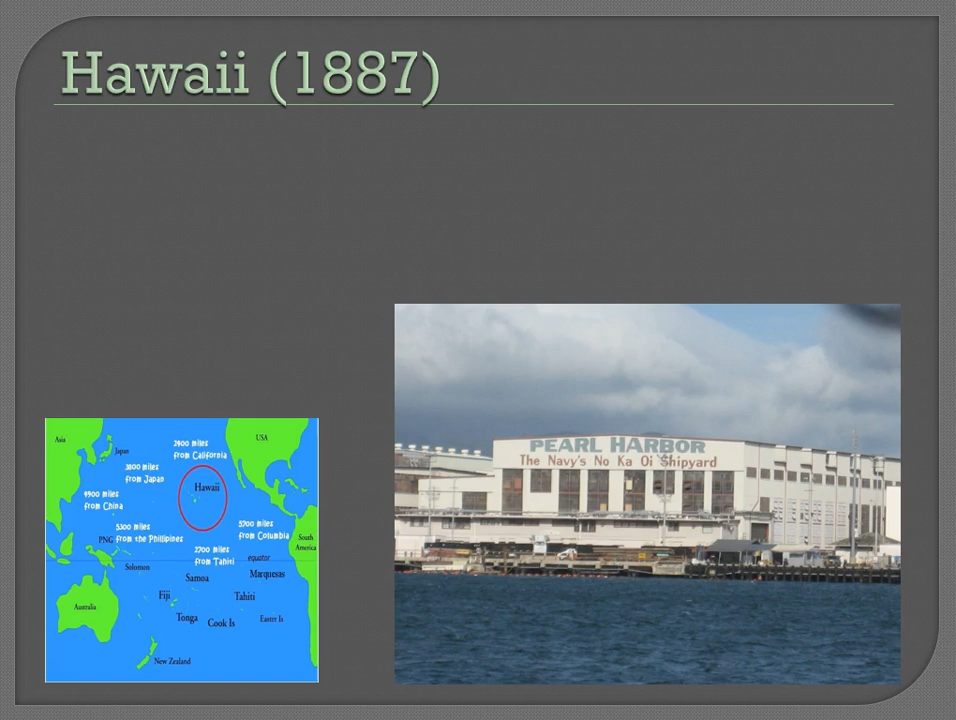 Hawaii (1887)
Asia
USA
Japan
2400 miles
from California
3800 miles
from Japan
Hawaii
4900 miles
from China
5300 miles
from the Phillipines
PNG
5700 miles
from Columbia
South
America
2700 miles
from Tahiti
equator
Solomon
Samoa
Marquesas
Fiji
Tahiti
Australia
Tonga
Cook Is
Easter Is
New Zealand
PEARL HARBOR
The Navy's No Ka Oi Shipyard